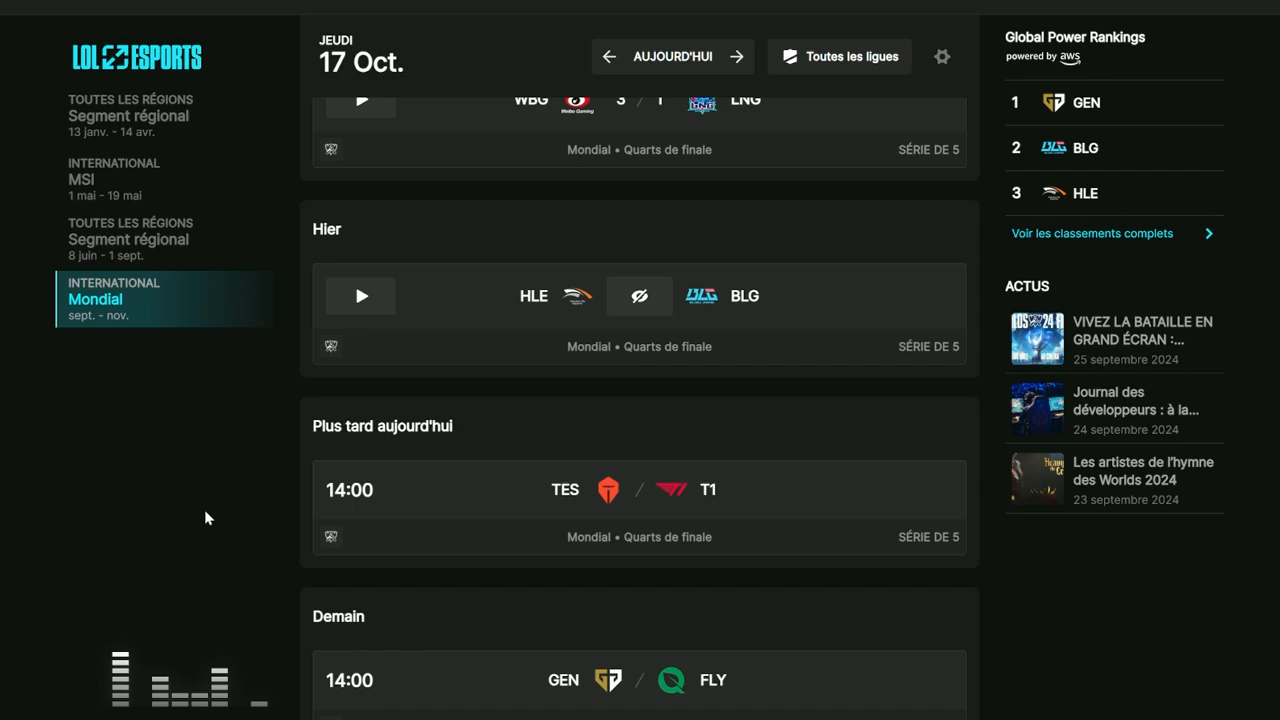 LOL ESPORTS
TOUTES LES RÉGIONS
Segment régional
13 janv. - 14 avr.
INTERNATIONAL
MSI
1 mai - 19 mai
TOUTES LES RÉGIONS
Segment régional
8 juin - 1 sept.
INTERNATIONAL
Mondial
sept. - nov.
JEUDI
17 Oct.
AUJOURD'HUI
Toutes les ligues
WBG Weibo Gaming 3 / 1 LNG LNG
Mondial • Quarts de finale SÉRIE DE 5
Hier
HLE BLG BLG
Mondial • Quarts de finale SÉRIE DE 5
Plus tard aujourd'hui
14:00 TES / T1
Mondial • Quarts de finale SÉRIE DE 5
Demain
14:00 GEN / FLY
Global Power Rankings
powered by aws
1 GEN
2 BLG BLG
3 HLE
Voir les classements complets
ACTUS
VIVEZ LA BATAILLE EN
GRAND ÉCRAN :...
25 septembre 2024
Journal des
développeurs : à la...
24 septembre 2024
Les artistes de l'hymne
des Worlds 2024
23 septembre 2024